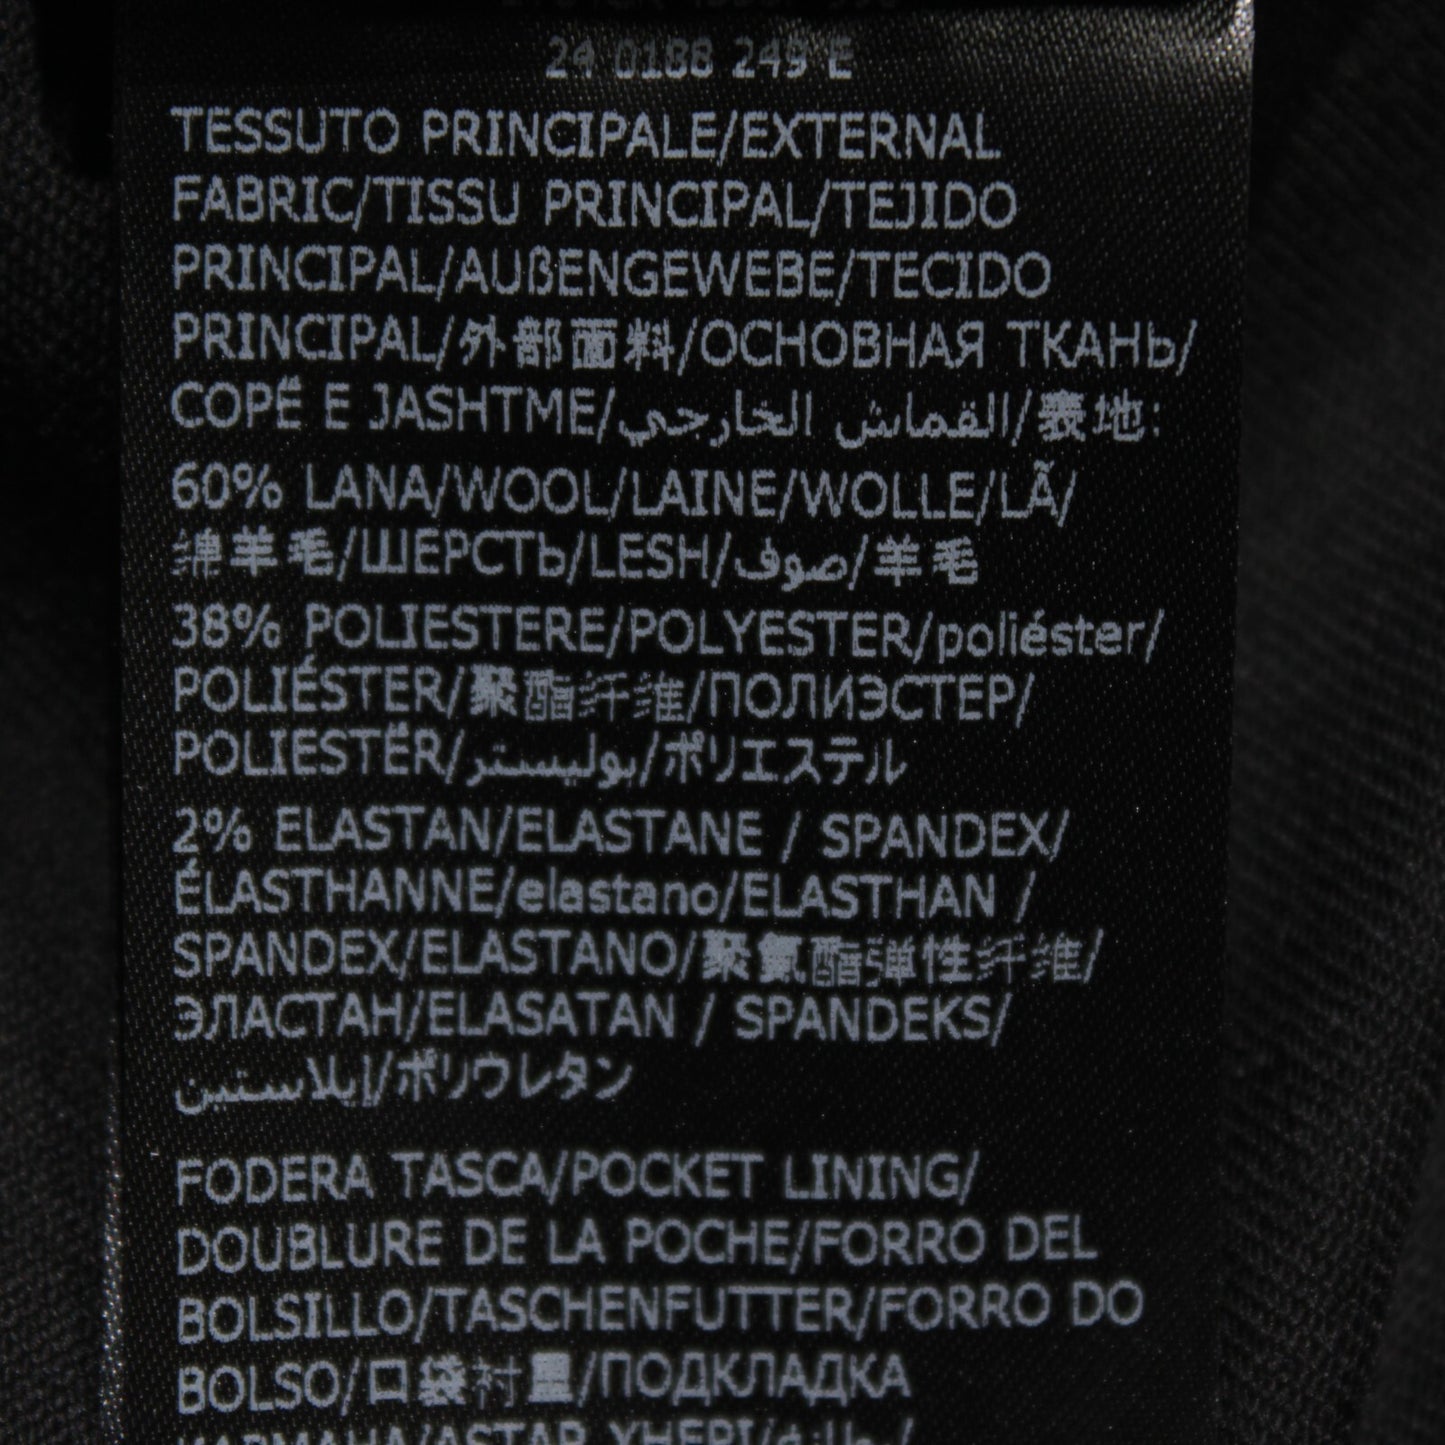 24 0188 249 E
TESSUTO PRINCIPALE/EXTERNAL
FABRIC/TISSU PRINCIPAL/TEJIDO
PRINCIPAL/AUßENGEWEBE/TECIDO
PRINCIPAL/外部面料/ОСНОВНАЯ ТКАНЬ/
COPË E JASHTME/القماش الخارجي/表地:
60% LANA/WOOL/LAINE/WOLLE/LÃ/
绵羊毛/ШЕРСТЬ/LESH/صوف/羊毛
38% POLIESTERE/POLYESTER/poliéster/
POLIÉSTER/聚酯纤维/ПОЛИЭСТЕР/
POLIESTËR/بوليستر/ポリエステル
2% ELASTAN/ELASTANE / SPANDEX/
ÉLASTHANNE/elastano/ELASTHAN /
SPANDEX/ELASTANO/聚氨酯弹性纤维/
ЭЛАСТАН/ELASATAN / SPANDEKS/
إيلاستين/ポリウレタン
FODERA TASCA/POCKET LINING/
DOUBLURE DE LA POCHE/FORRO DEL
BOLSILLO/TASCHENFUTTER/FORRO DO
BOLSO/口袋衬里/ПОДКЛАДКА
КАРМАНА/ASTAR XHEPI/